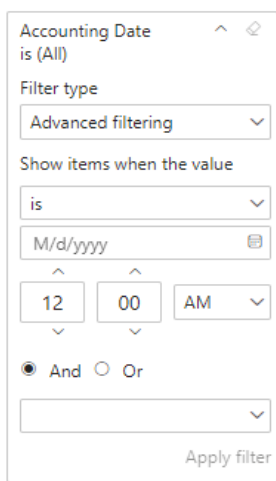 Accounting Date
is (All)
Filter type
Advanced filtering
Show items when the value
is
M/d/yyyy
12 00 AM
And Or
Apply filter